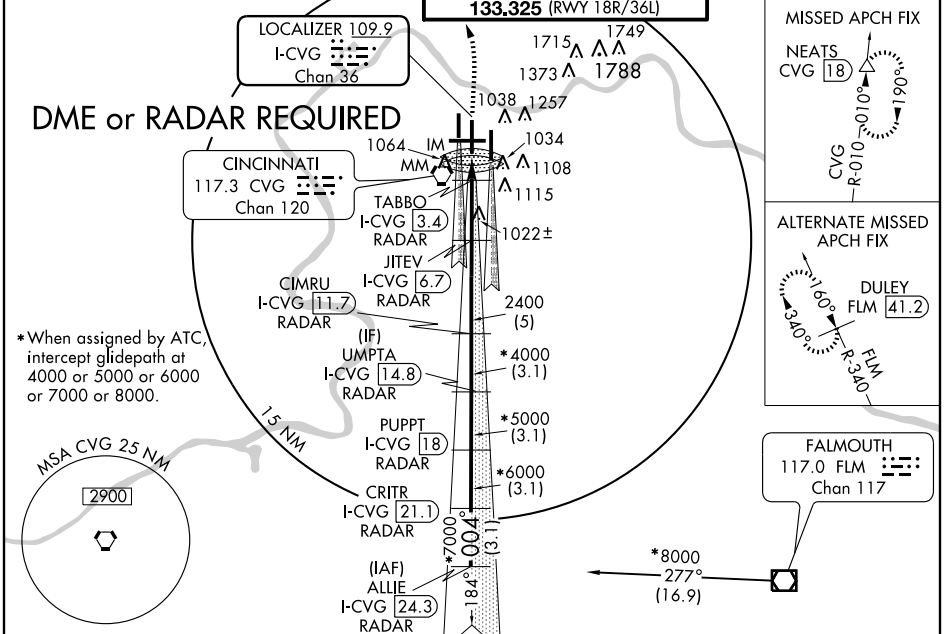 133.325 (RWY 18R/36L)
LOCALIZER 109.9
I-CVG
Chan 36
DME or RADAR REQUIRED
CINCINNATI
117.3 CVG
Chan 120
1715
1749
1373
1788
1038
1257
1064
IM
1034
MM
1108
1115
TABBO
I-CVG 3.4
RADAR
1022±
JITEV
I-CVG 6.7
RADAR
CIMRU
I-CVG 11.7
RADAR
2400
(5)
(IF)
UMPTA
I-CVG 14.8
RADAR
*4000
(3.1)
*When assigned by ATC,
intercept glidepath at
4000 or 5000 or 6000
or 7000 or 8000.
PUPPT
I-CVG 18
RADAR
*5000
(3.1)
15 NM
CRITR
I-CVG 21.1
RADAR
*6000
(3.1)
MSA CVG 25 NM
2900
*7000
004°
(3.1)
(IAF)
ALLIE
I-CVG 24.3
RADAR
184°
*8000
277°
(16.9)
MISSED APCH FIX
NEATS
CVG 18
010°
190°
CVG
R-010
ALTERNATE MISSED
APCH FIX
DULEY
FLM 41.2
160°
340°
FLM
R-340
FALMOUTH
117.0 FLM
Chan 117